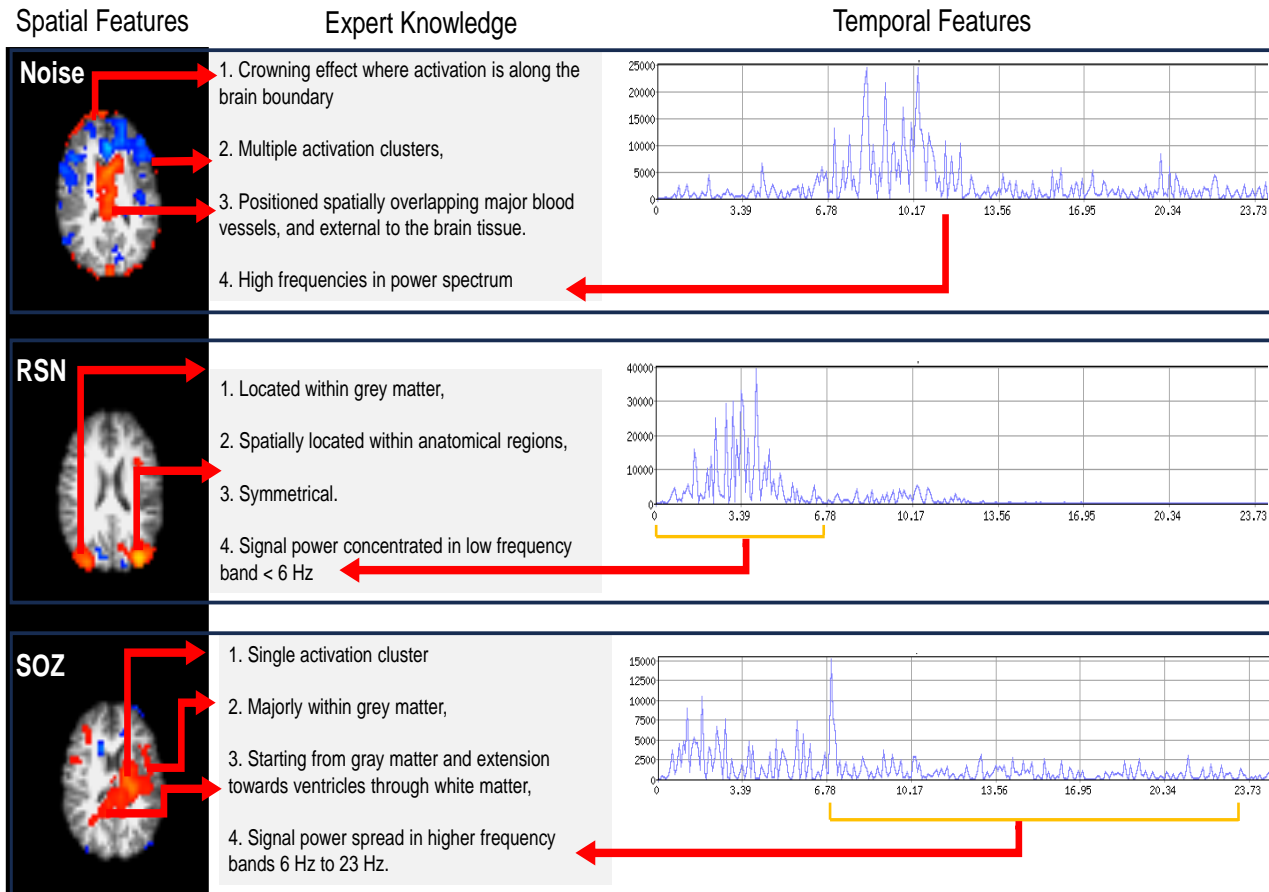 Spatial Features
Expert Knowledge
Temporal Features
Noise
1. Crowning effect where activation is along the
brain boundary
2. Multiple activation clusters,
3. Positioned spatially overlapping major blood
vessels, and external to the brain tissue.
4. High frequencies in power spectrum
25000
20000
15000
10000
5000
0
0 3.39 6.78 10.17 13.56 16.95 20.34 23.73
RSN
1. Located within grey matter,
2. Spatially located within anatomical regions,
3. Symmetrical.
4. Signal power concentrated in low frequency
band < 6 Hz
40000
30000
20000
10000
0
0 3.39 6.78 10.17 13.56 16.95 20.34 23.73
SOZ
1. Single activation cluster
2. Majorly within grey matter,
3. Starting from gray matter and extension
towards ventricles through white matter,
4. Signal power spread in higher frequency
bands 6 Hz to 23 Hz.
15000
12500
10000
7500
5000
2500
0
0 3.39 6.78 10.17 13.56 16.95 20.34 23.73